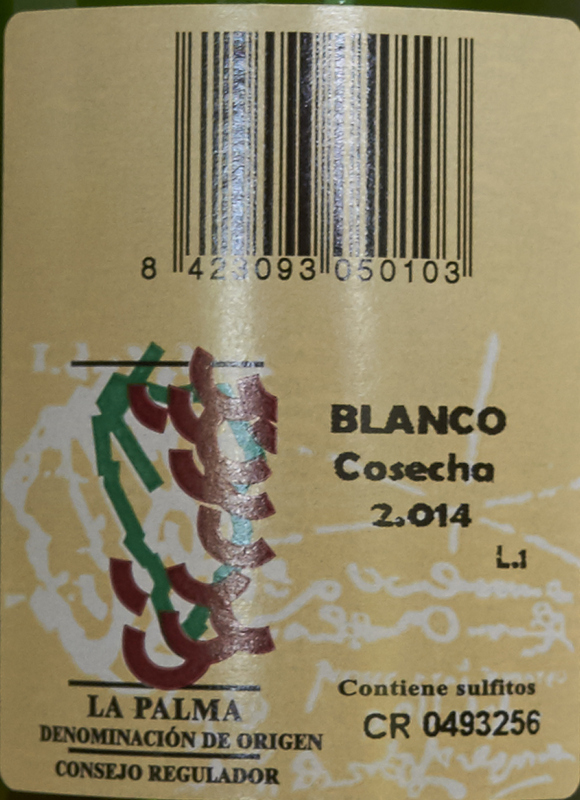 8 423093 050103
BLANCO
Cosecha
2.014
L.1
Contiene sulfitos
CR 0493256
LA PALMA
DENOMINACIÓN DE ORIGEN
CONSEJO REGULADOR